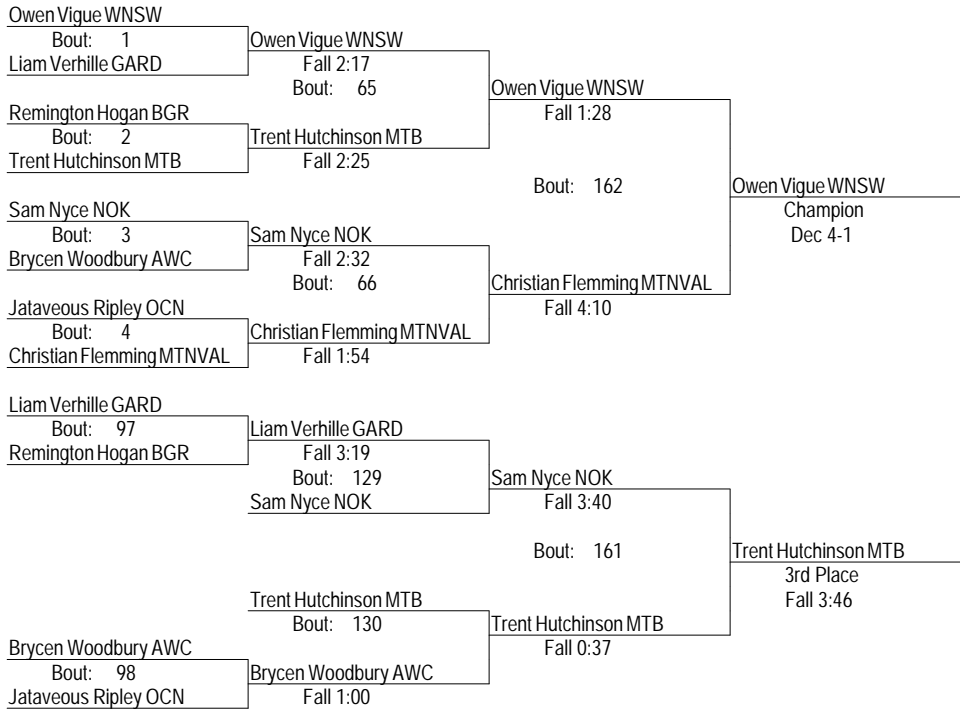 Owen Vigue WNSW
Bout: 1
Owen Vigue WNSW
Liam Verhille GARD
Fall 2:17
Bout: 65
Owen Vigue WNSW
Remington Hogan BGR
Fall 1:28
Bout: 2
Trent Hutchinson MTB
Trent Hutchinson MTB
Fall 2:25
Bout: 162
Owen Vigue WNSW
Sam Nyce NOK
Champion
Bout: 3
Sam Nyce NOK
Dec 4-1
Brycen Woodbury AWC
Fall 2:32
Bout: 66
Christian Flemming MTNVAL
Jataveous Ripley OCN
Fall 4:10
Bout: 4
Christian Flemming MTNVAL
Christian Flemming MTNVAL
Fall 1:54
Liam Verhille GARD
Bout: 97
Liam Verhille GARD
Remington Hogan BGR
Fall 3:19
Bout: 129
Sam Nyce NOK
Sam Nyce NOK
Fall 3:40
Bout: 161
Trent Hutchinson MTB
3rd Place
Trent Hutchinson MTB
Fall 3:46
Bout: 130
Trent Hutchinson MTB
Brycen Woodbury AWC
Fall 0:37
Bout: 98
Brycen Woodbury AWC
Jataveous Ripley OCN
Fall 1:00